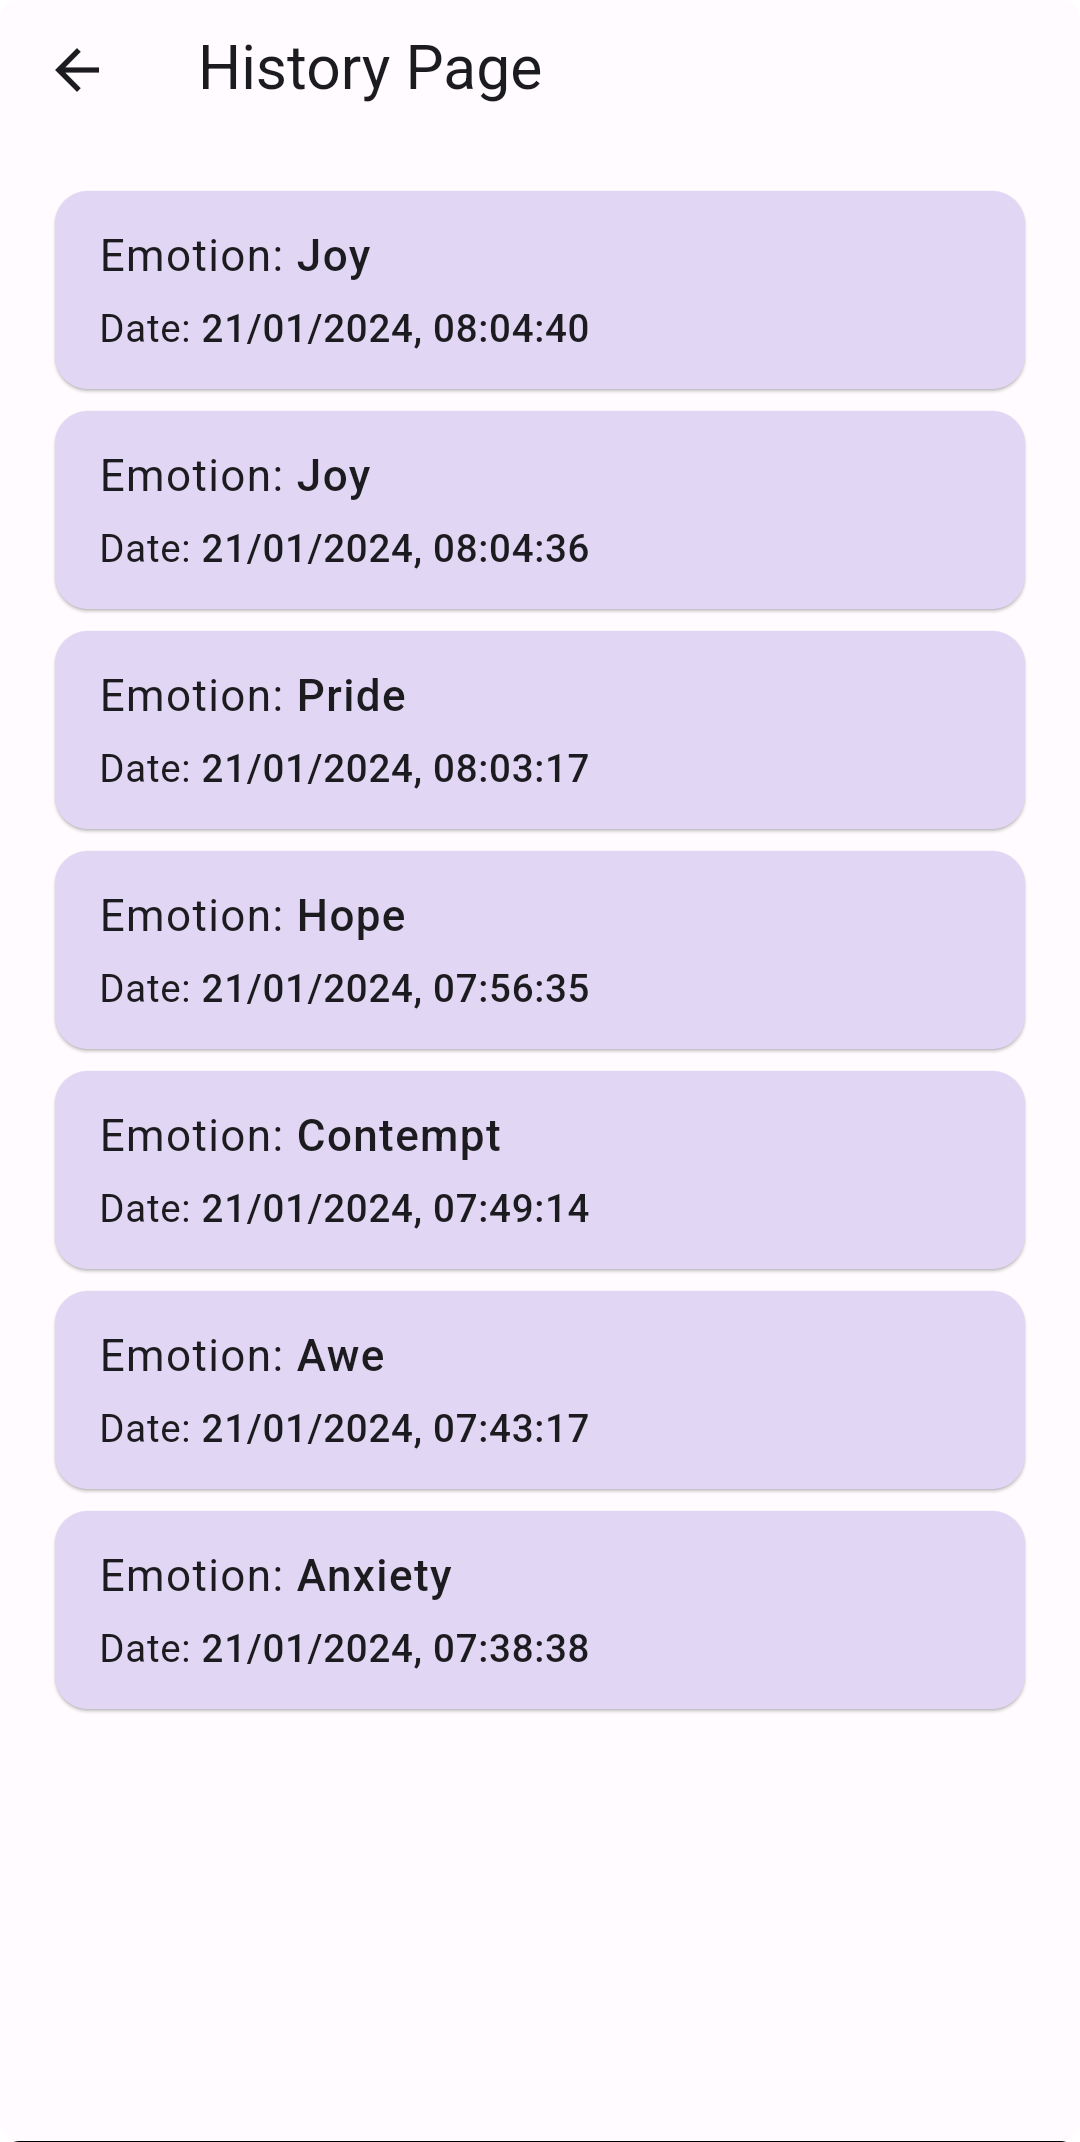 History Page
Emotion: Joy
Date: 21/01/2024, 08:04:40
Emotion: Joy
Date: 21/01/2024, 08:04:36
Emotion: Pride
Date: 21/01/2024, 08:03:17
Emotion: Hope
Date: 21/01/2024, 07:56:35
Emotion: Contempt
Date: 21/01/2024, 07:49:14
Emotion: Awe
Date: 21/01/2024, 07:43:17
Emotion: Anxiety
Date: 21/01/2024, 07:38:38